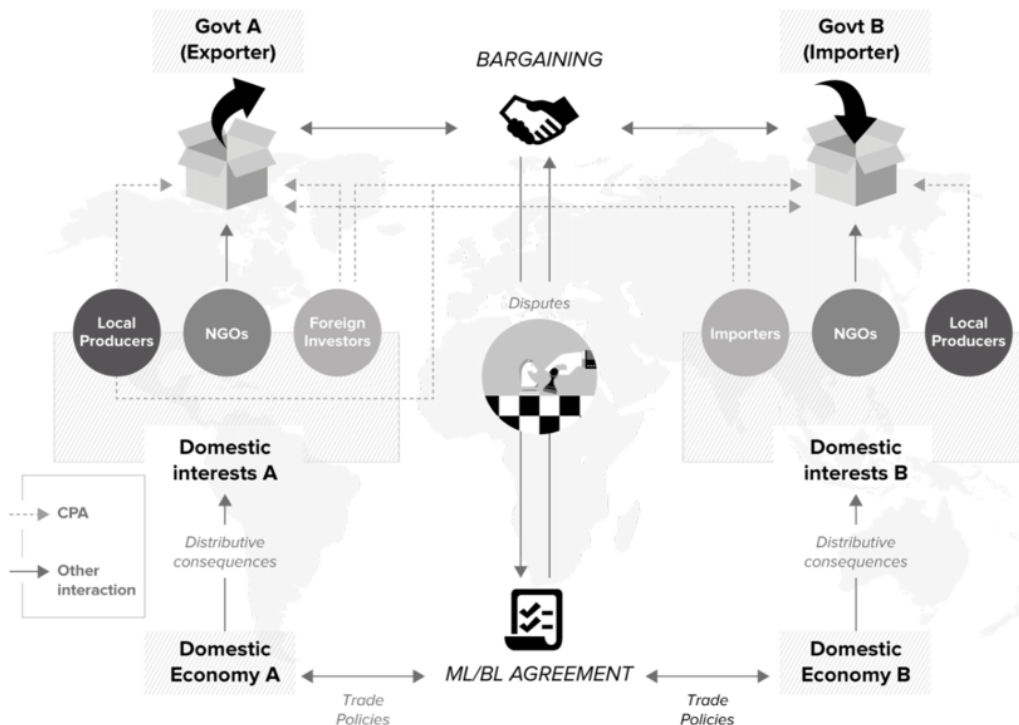 Govt A
(Exporter)
BARGAINING
Govt B
(Importer)
Disputes
Local
Producers
NGOs
Foreign
Investors
Importers
NGOs
Local
Producers
Domestic
interests A
Domestic
interests B
CPA
Other
interaction
Distributive
consequences
Distributive
consequences
Domestic
Economy A
ML/BL AGREEMENT
Domestic
Economy B
Trade
Policies
Trade
Policies